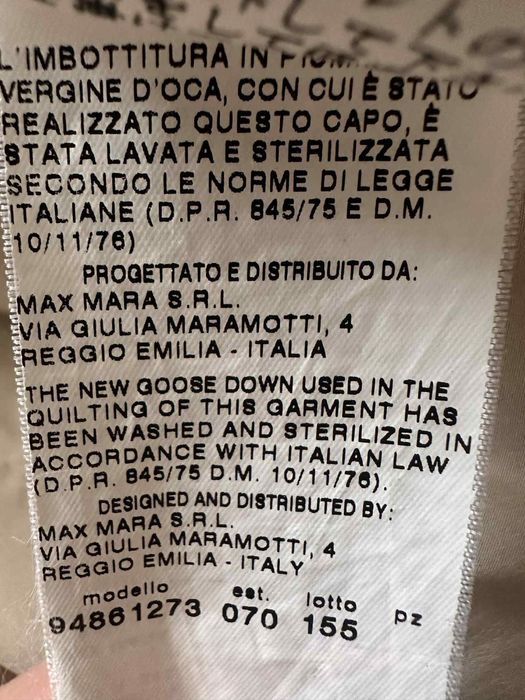 L'IMBOTTITURA IN
VERGINE D'OCA, CON CUI È STATO
REALIZZATO QUESTO CAPO, È
STATA LAVATA E STERILIZZATA
SECONDO LE NORME DI LEGGE
ITALIANE (D.P.R. 845/75 E D.M.
10/11/76)
PROGETTATO E DISTRIBUITO DA:
MAX MARA S.R.L.
VIA GIULIA MARAMOTTI, 4
REGGIO EMILIA - ITALIA
THE NEW GOOSE DOWN USED IN THE
QUILTING OF THIS GARMENT HAS
BEEN WASHED AND STERILIZED IN
ACCORDANCE WITH ITALIAN LAW
(D.P.R. 845/75 D.M. 10/11/76).
DESIGNED AND DISTRIBUTED BY:
MAX MARA S.R.L.
VIA GIULIA MARAMOTTI, 4
REGGIO EMILIA - ITALY
modello est. lotto pz
94861273 070 155